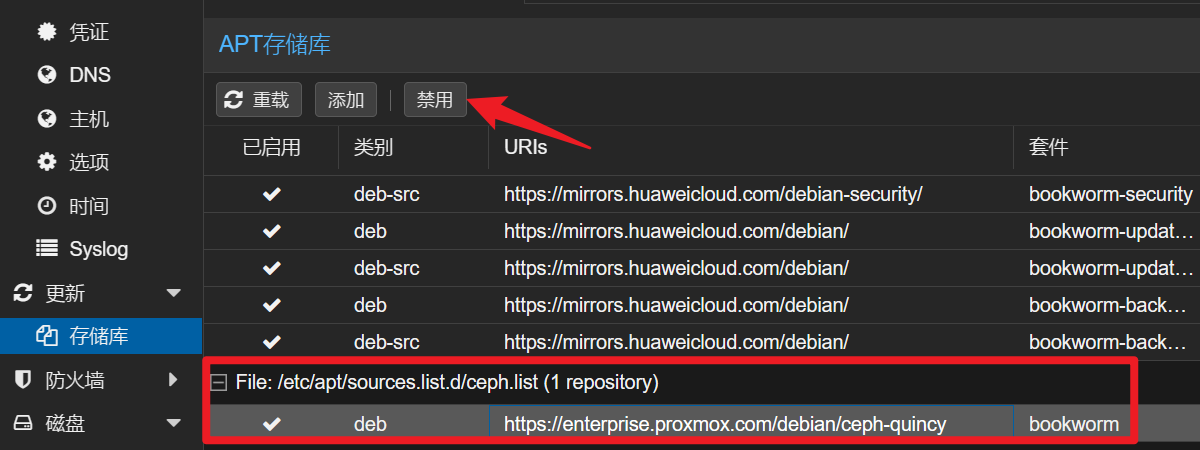 凭证
DNS
主机
选项
时间
Syslog
更新
存储库
防火墙
磁盘
APT存储库
重载 添加 禁用
已启用 类别 URIs 套件
deb-src https://mirrors.huaweicloud.com/debian-security/ bookworm-security
deb https://mirrors.huaweicloud.com/debian/ bookworm-updat…
deb-src https://mirrors.huaweicloud.com/debian/ bookworm-updat…
deb https://mirrors.huaweicloud.com/debian/ bookworm-back…
deb-src https://mirrors.huaweicloud.com/debian/ bookworm-back…
File: /etc/apt/sources.list.d/ceph.list (1 repository)
deb https://enterprise.proxmox.com/debian/ceph-quincy bookworm